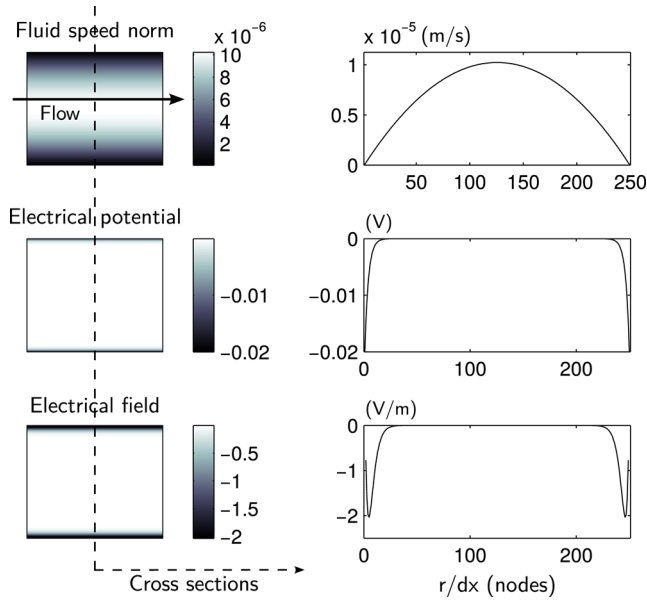 Fluid speed norm
x 10⁻⁶
10
8
6
4
2
Flow
x 10⁻⁵ (m/s)
1
0.5
0
50 100 150 200 250
Electrical potential
−0.01
−0.02
(V)
0
−0.01
−0.02
0 100 200
Electrical field
−0.5
−1
−1.5
−2
(V/m)
0
−1
−2
0 100 200
r/dx (nodes)
Cross sections